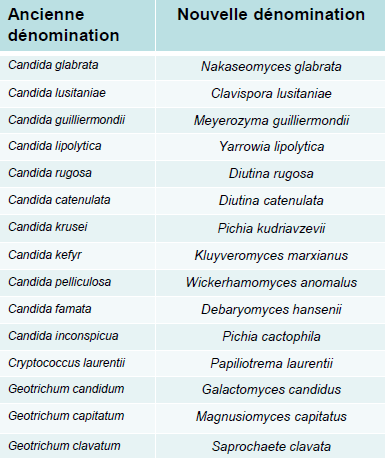 Ancienne Nouvelle dénomination
dénomination
Candida glabrata Nakaseomyces glabrata
Candida lusitaniae Clavispora lusitaniae
Candida guilliermondii Meyerozyma guilliermondii
Candida lipolytica Yarrowia lipolytica
Candida rugosa Diutina rugosa
Candida catenulata Diutina catenulata
Candida krusei Pichia kudriavzevii
Candida kefyr Kluyveromyces marxianus
Candida pelliculosa Wickerhamomyces anomalus
Candida famata Debaryomyces hansenii
Candida inconspicua Pichia cactophila
Cryptococcus laurentii Papiliotrema laurentii
Geotrichum candidum Galactomyces candidus
Geotrichum capitatum Magnusiomyces capitatus
Geotrichum clavatum Saprochaete clavata